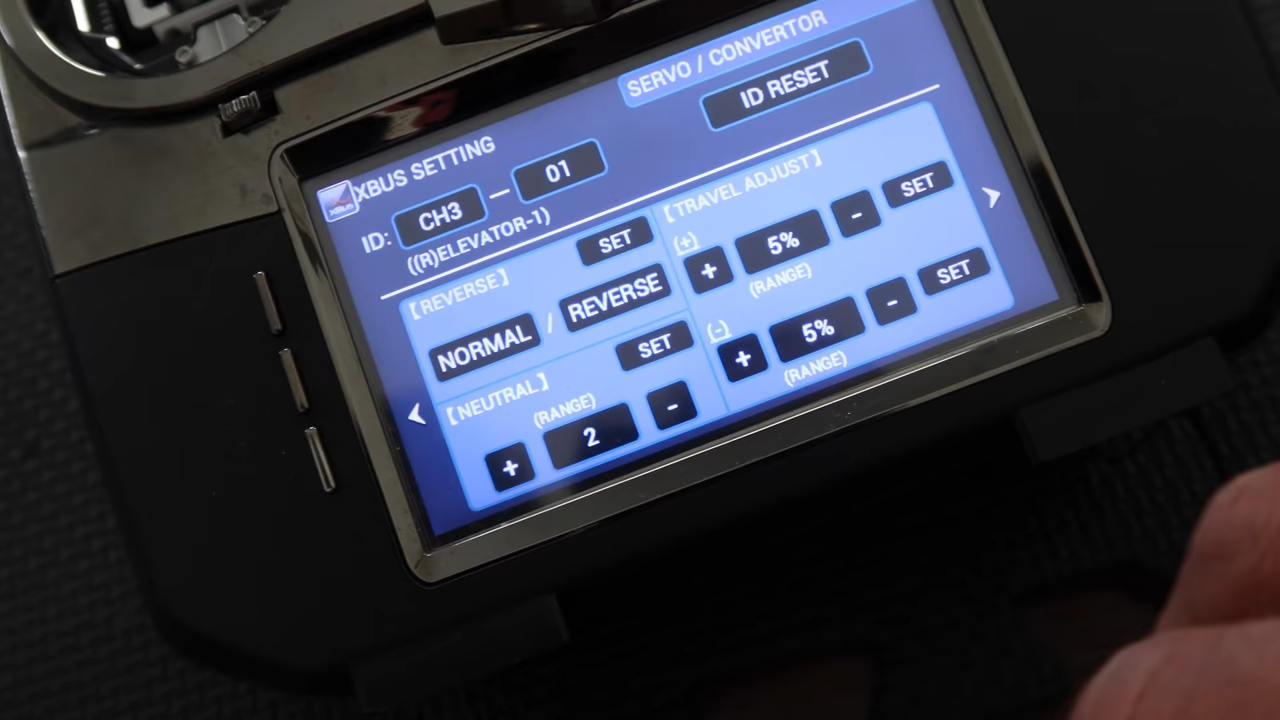 XBus XBUS SETTING
SERVO / CONVERTOR
ID: CH3 – 01
ID RESET
((R)ELEVATOR-1)
【REVERSE】 SET
NORMAL / REVERSE
【NEUTRAL】 SET
(RANGE)
+ 2 -
【TRAVEL ADJUST】
(+) SET
+ 5% -
(RANGE)
(-) SET
+ 5% -
(RANGE)